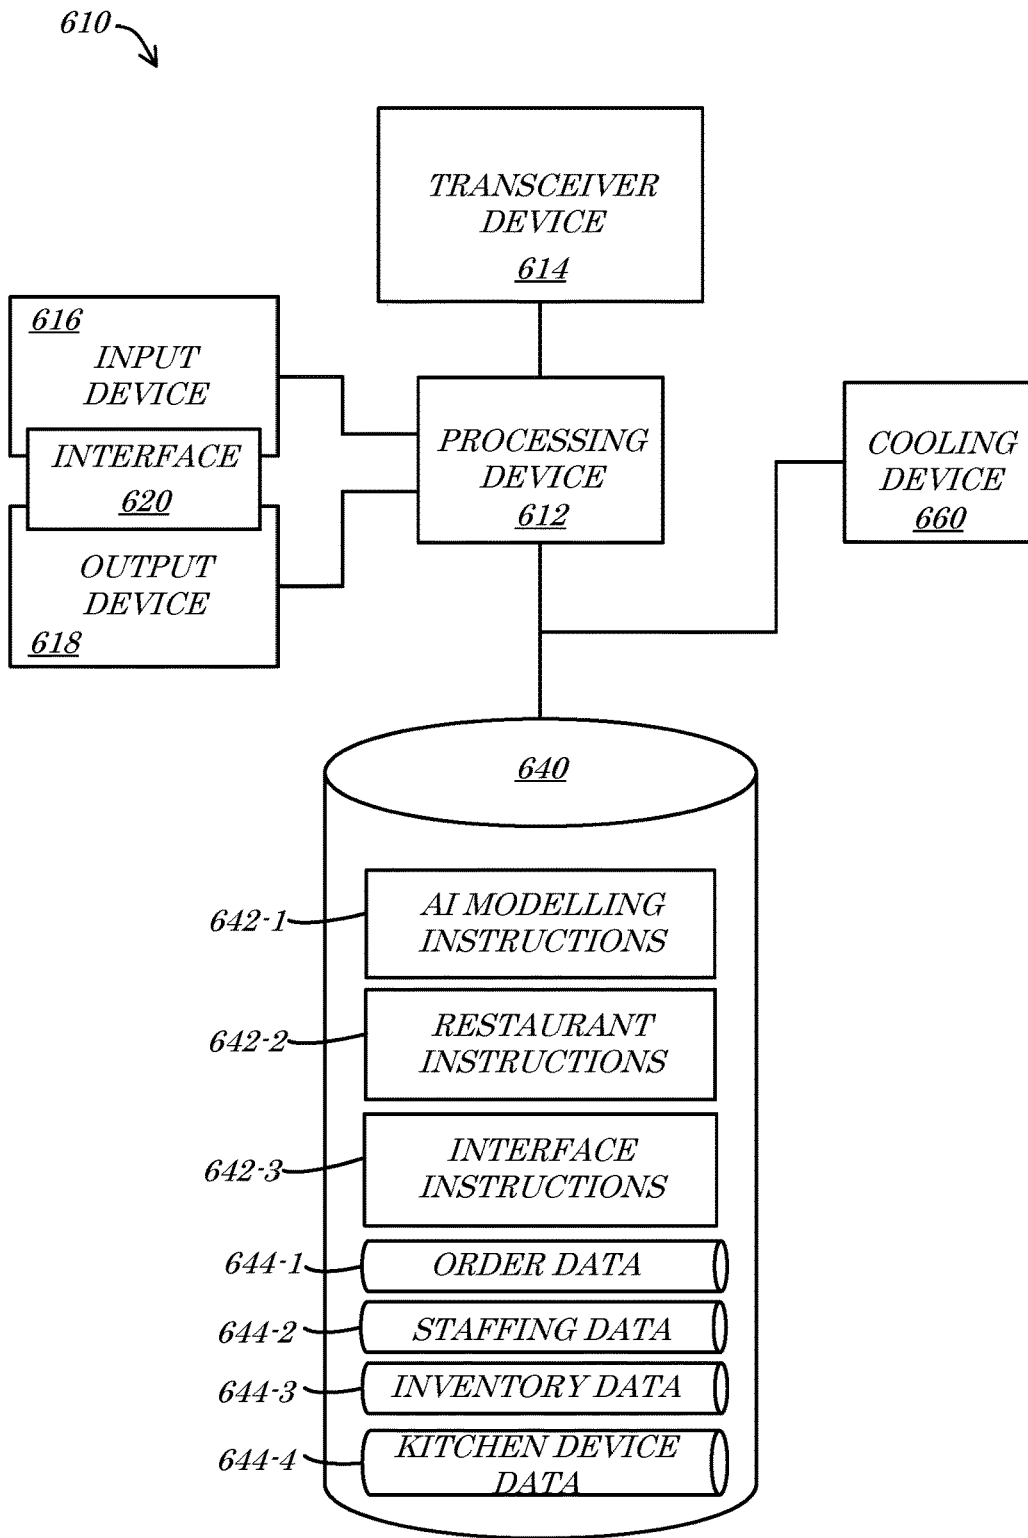 610
TRANSCEIVER
DEVICE
614
616
INPUT
DEVICE
INTERFACE
620
OUTPUT
DEVICE
618
PROCESSING
DEVICE
612
COOLING
DEVICE
660
640
642-1
AI MODELLING
INSTRUCTIONS
642-2
RESTAURANT
INSTRUCTIONS
642-3
INTERFACE
INSTRUCTIONS
644-1
ORDER DATA
644-2
STAFFING DATA
644-3
INVENTORY DATA
644-4
KITCHEN DEVICE
DATA